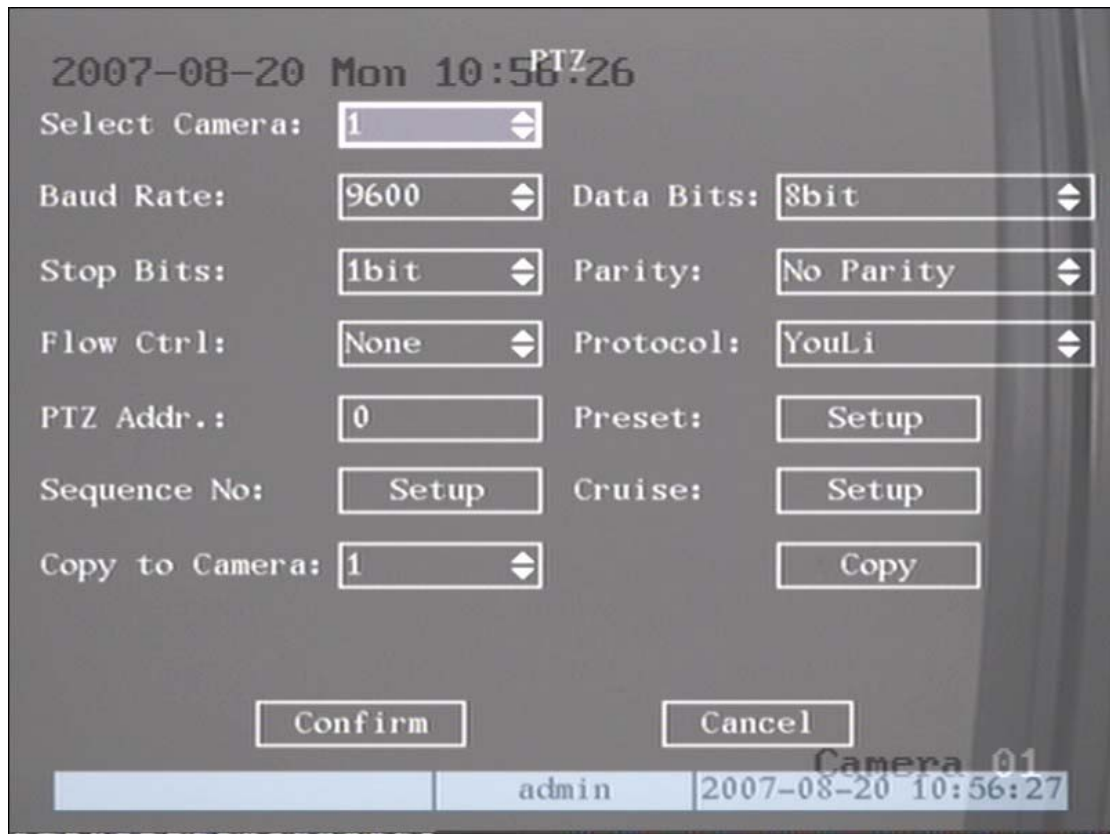 PTZ
2007-08-20 Mon 10:56:26
Select Camera: 1
Baud Rate: 9600 Data Bits: 8bit
Stop Bits: 1bit Parity: No Parity
Flow Ctrl: None Protocol: YouLi
PTZ Addr.: 0 Preset: Setup
Sequence No: Setup Cruise: Setup
Copy to Camera: 1 Copy
Confirm Cancel
Camera 01
admin 2007-08-20 10:56:27